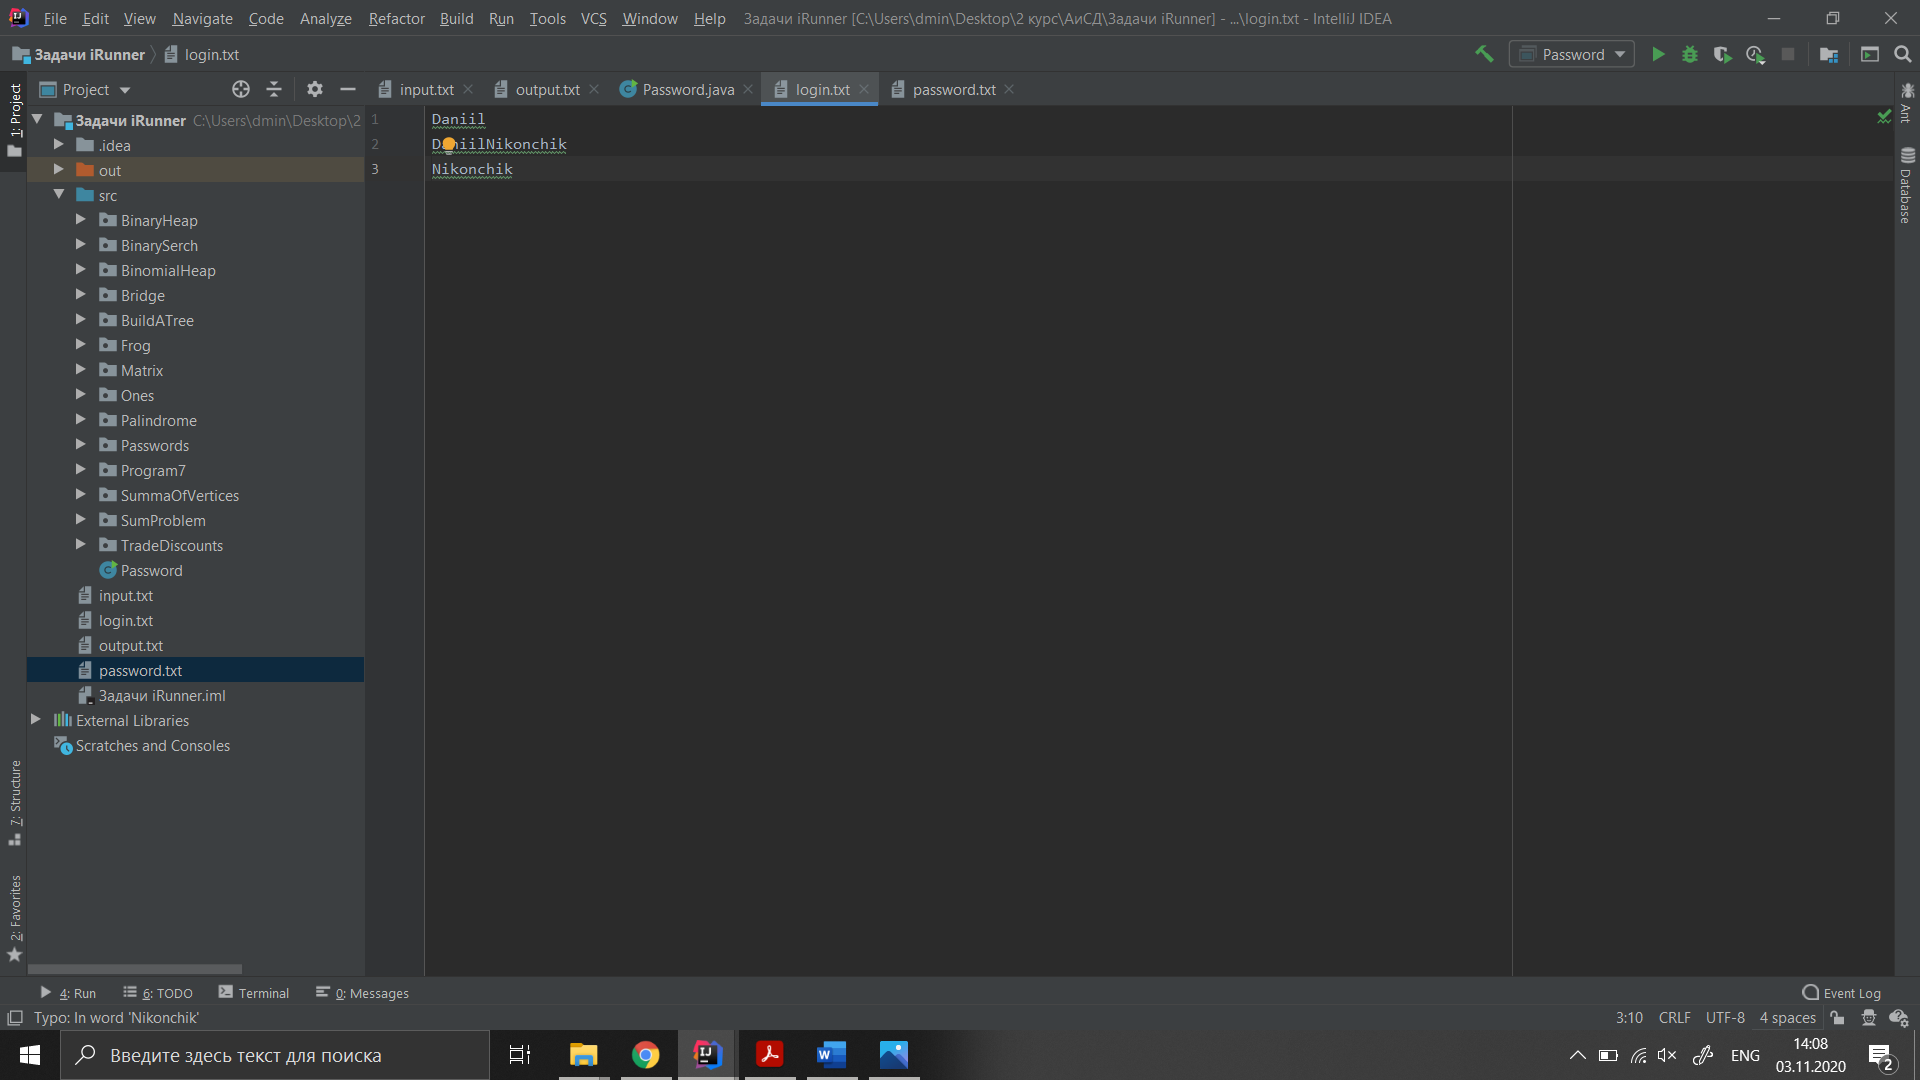 File Edit View Navigate Code Analyze Refactor Build Run Tools VCS Window Help Задачи iRunner [C:\Users\dmin\Desktop\2 курс\АиСД\Задачи iRunner] - ...\login.txt - IntelliJ IDEA
Задачи iRunner login.txt Password
Project input.txt output.txt Password.java login.txt password.txt
1: Project
7: Structure
2: Favorites
Задачи iRunner C:\Users\dmin\Desktop\2
.idea
out
src
BinaryHeap
BinarySerch
BinomialHeap
Bridge
BuildATree
Frog
Matrix
Ones
Palindrome
Passwords
Program7
SummaOfVertices
SumProblem
TradeDiscounts
Password
input.txt
login.txt
output.txt
password.txt
Задачи iRunner.iml
External Libraries
Scratches and Consoles
1 Daniil
2 DaniilNikonchik
3 Nikonchik
Ant
Database
4: Run 6: TODO Terminal 0: Messages Event Log
Typo: In word 'Nikonchik' 3:10 CRLF UTF-8 4 spaces
Введите здесь текст для поиска ENG 14:08
03.11.2020 2